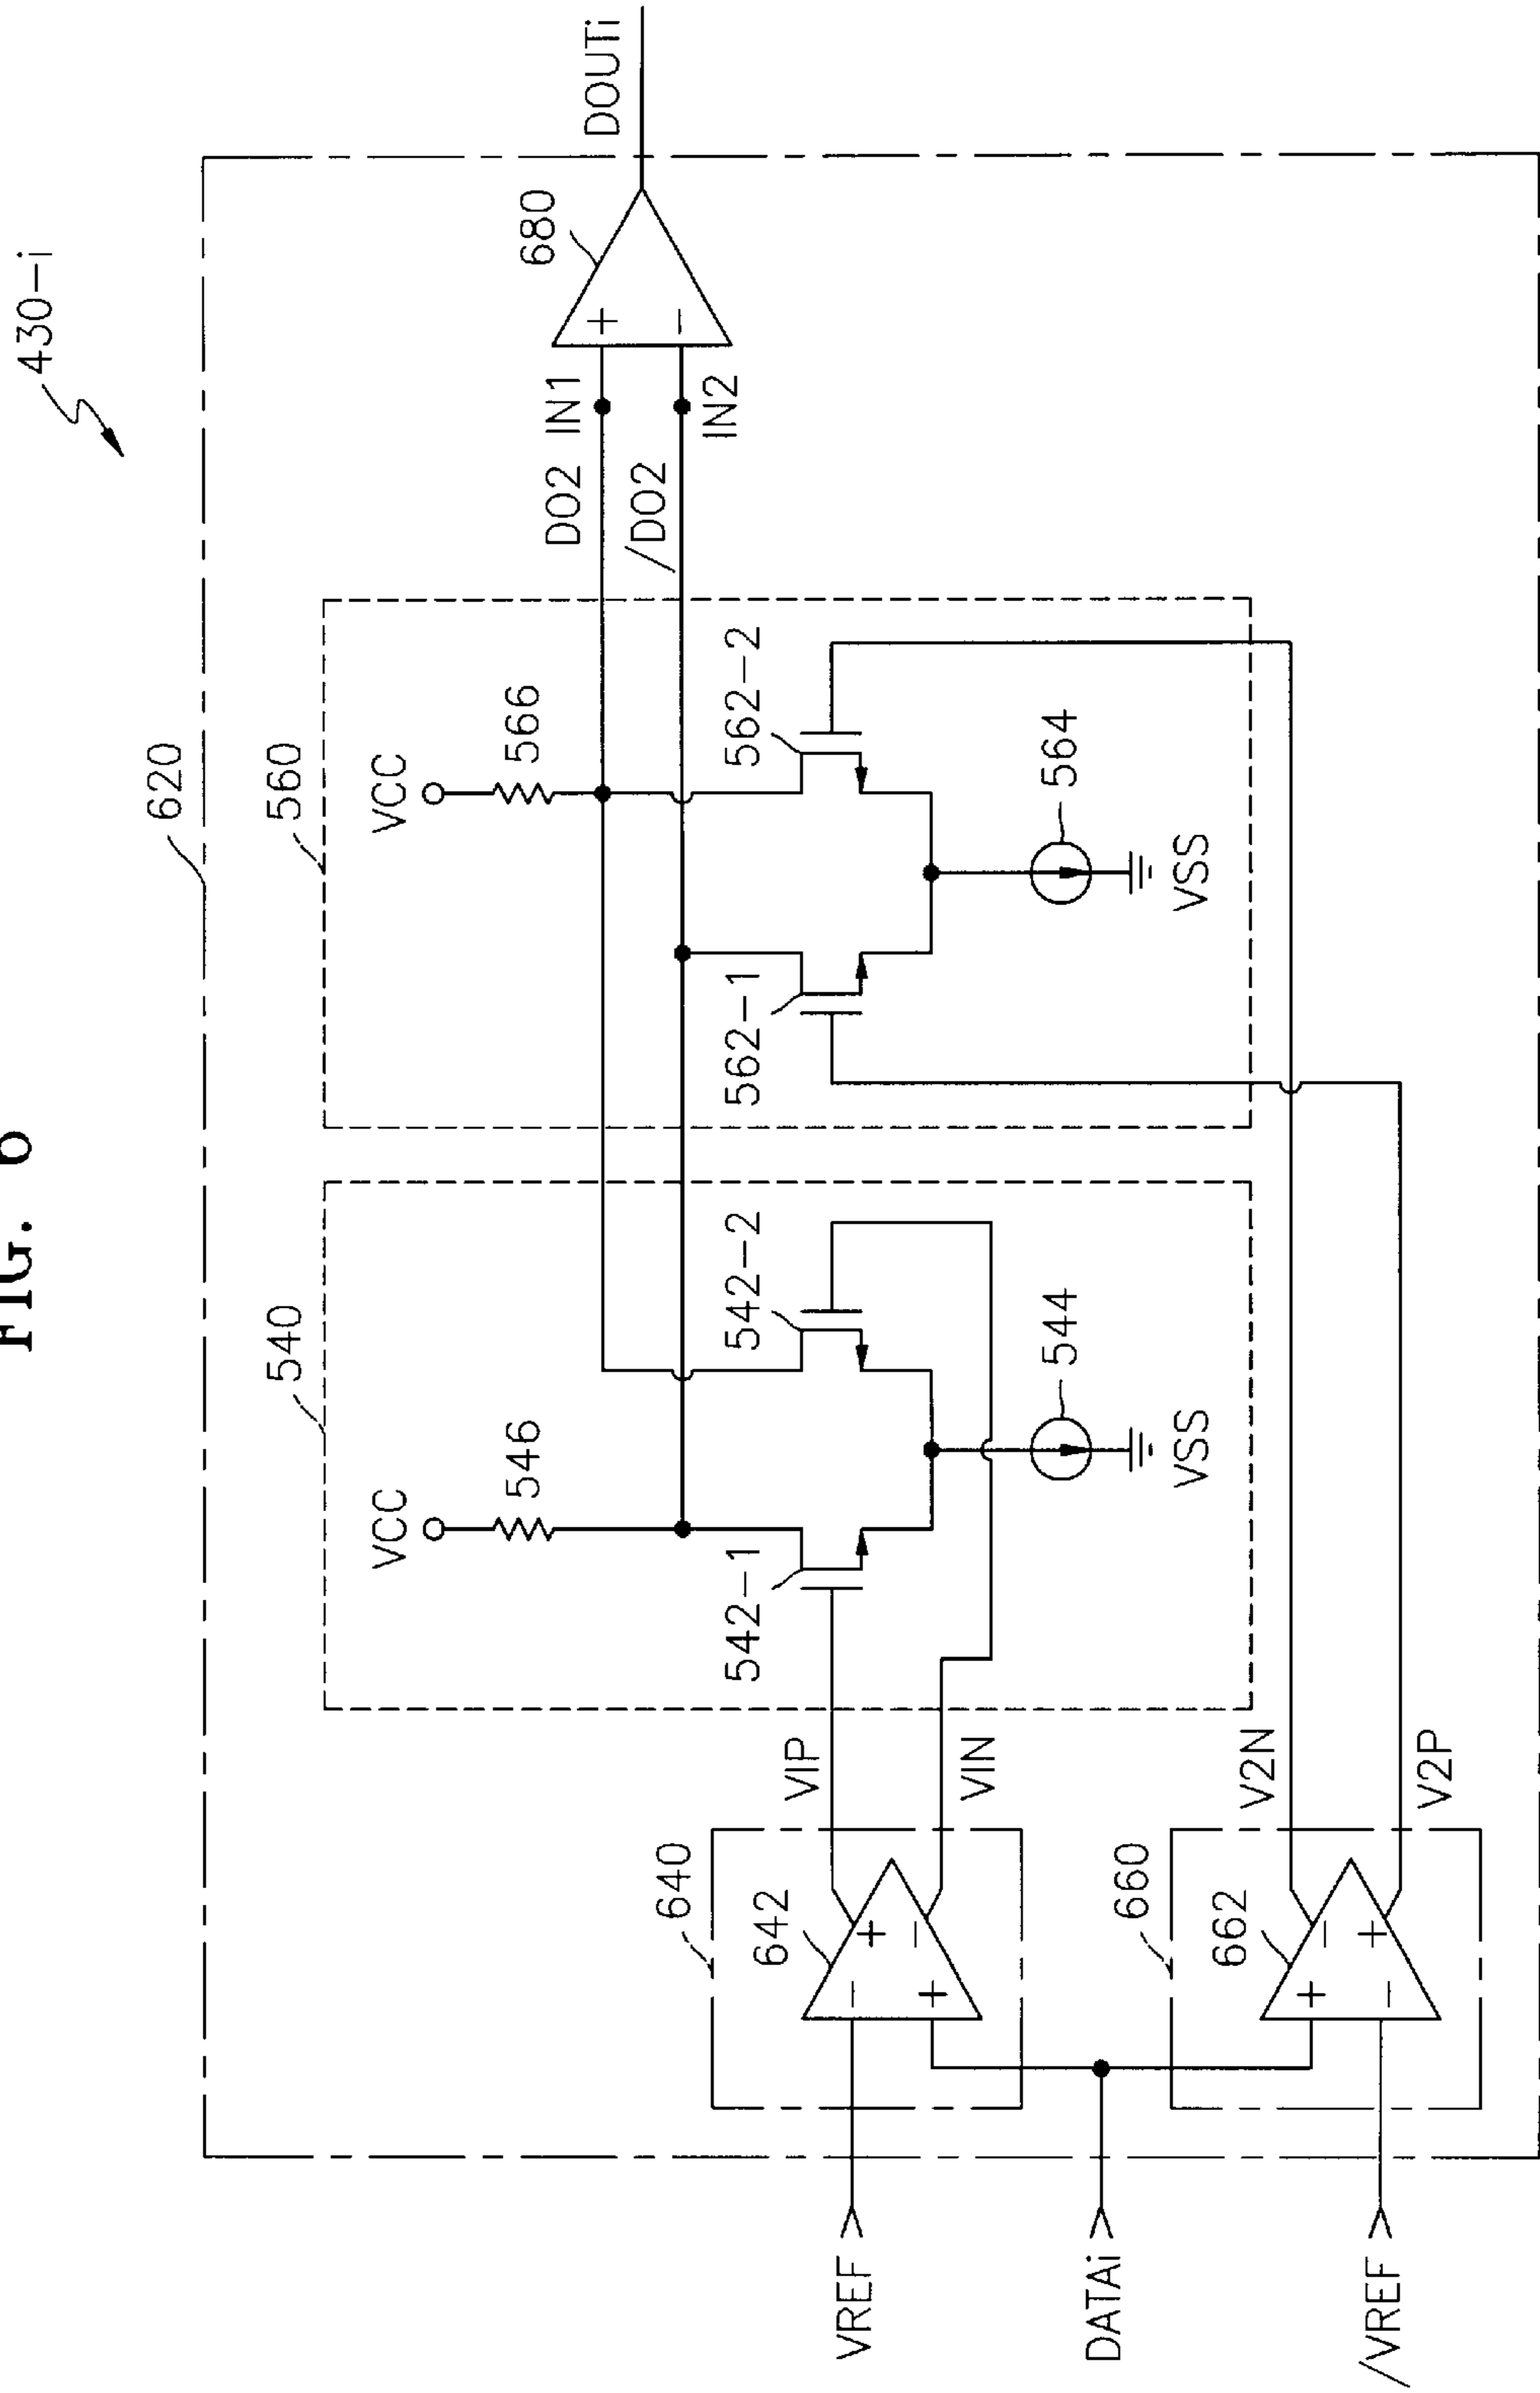 FIG. 6
430-i
620
540
560
VCC
546
VCC
566
DO2
IN1
/DO2
IN2
680
DOUTi
542-1
542-2
562-1
562-2
544
VSS
564
VSS
640
642
VIP
VIN
- + + -
+ -
660
662
V2N
V2P
+ - - +
VREF
DATAi
/VREF